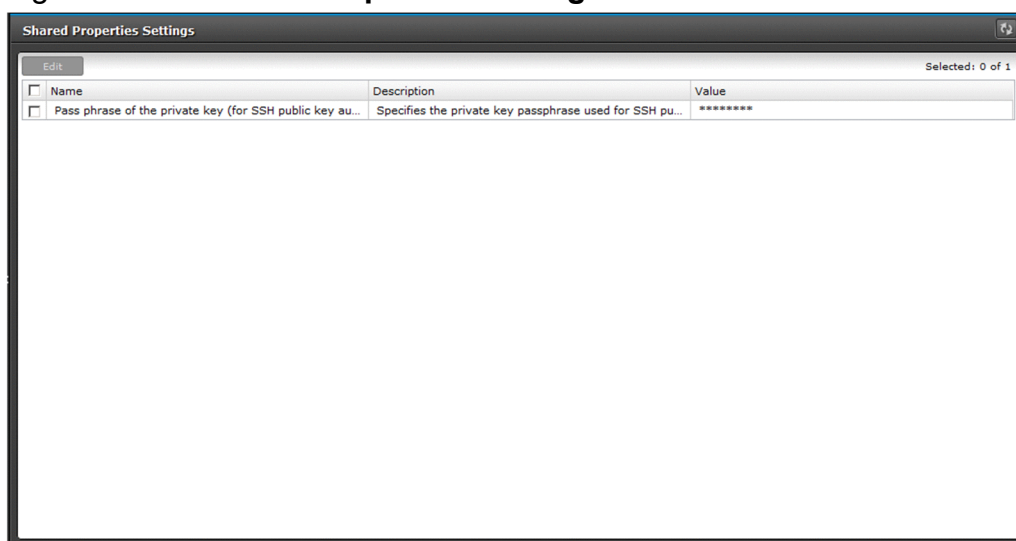 Shared Properties Settings
Edit
Selected: 0 of 1
Name Description Value
Pass phrase of the private key (for SSH public key au... Specifies the private key passphrase used for SSH pu... ********